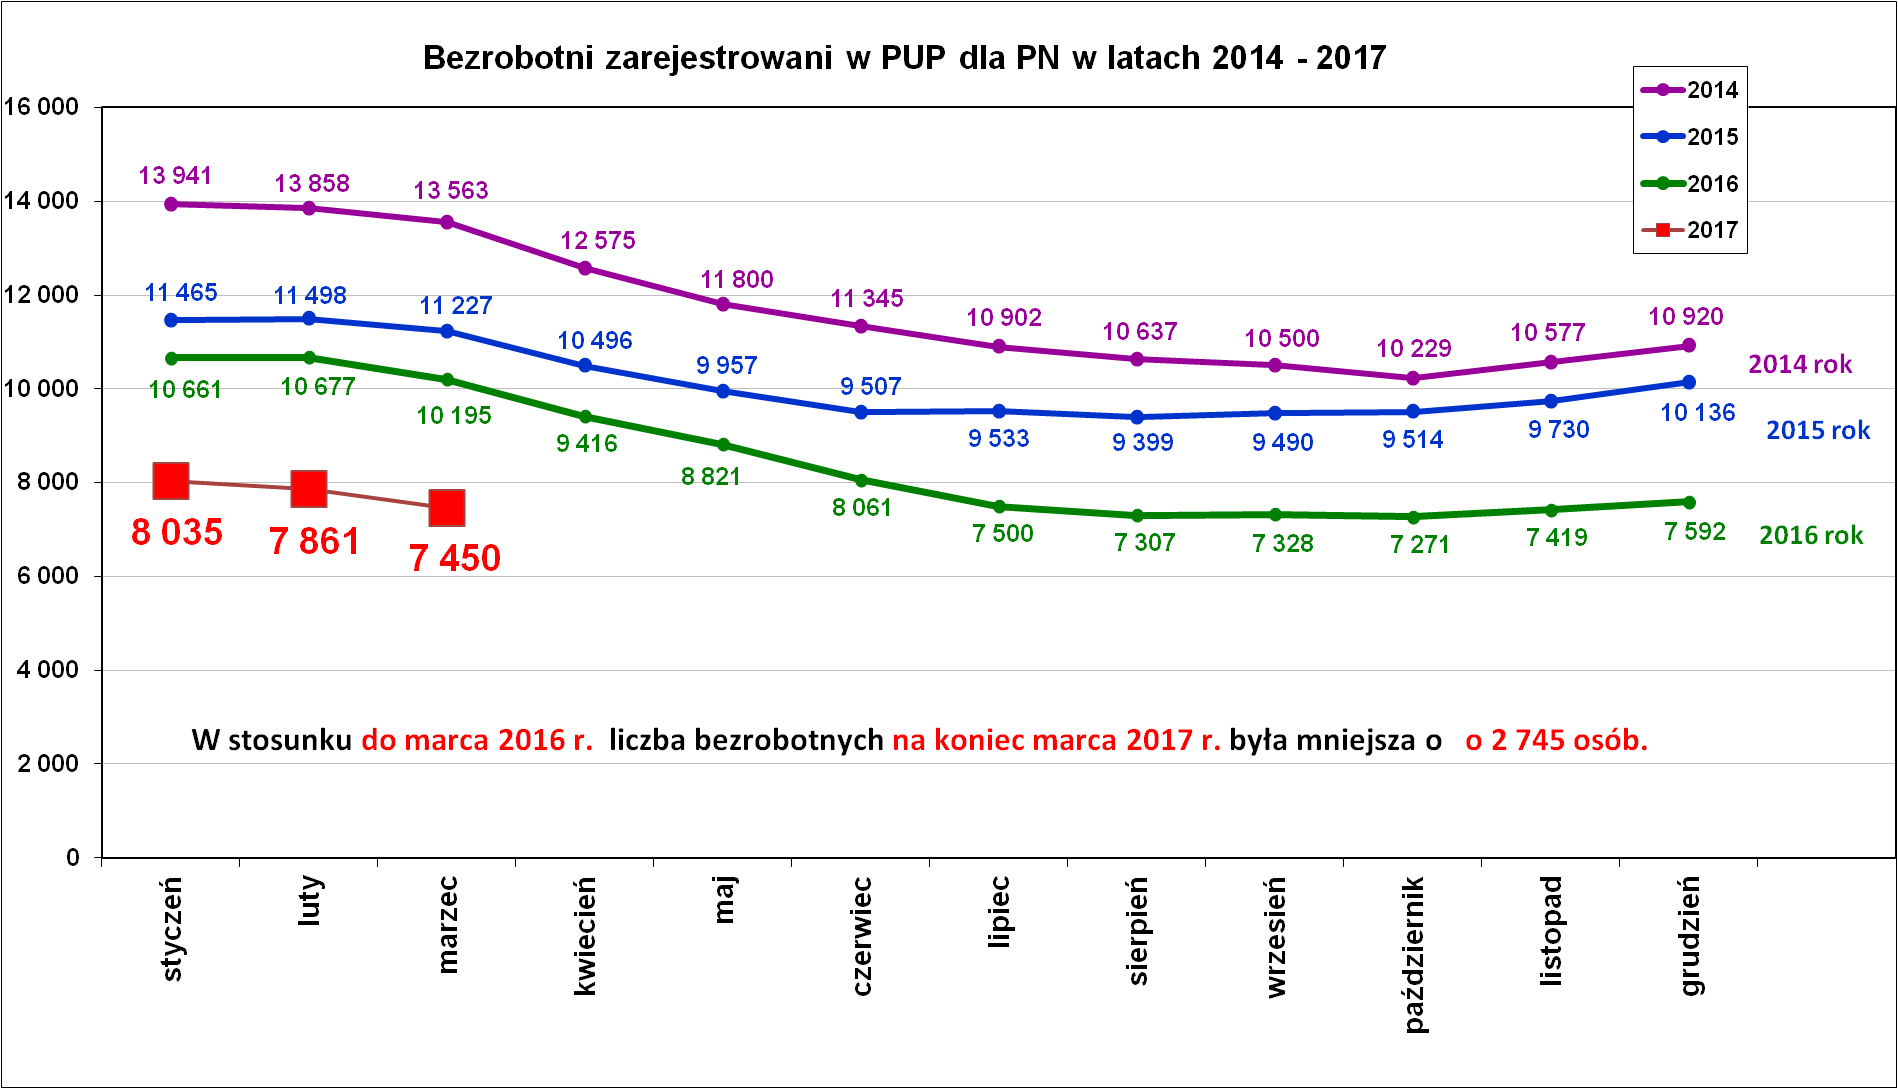 Bezrobotni zarejestrowani w PUP dla PN w latach 2014 - 2017
2014
2015
2016
2017
16 000
14 000
12 000
10 000
8 000
6 000
4 000
2 000
0
13 941 13 858 13 563 12 575 11 800 11 345 10 902 10 637 10 500 10 229 10 577 10 920
2014 rok
11 465 11 498 11 227 10 496 9 957 9 507 9 533 9 399 9 490 9 514 9 730 10 136
2015 rok
10 661 10 677 10 195 9 416 8 821 8 061 7 500 7 307 7 328 7 271 7 419 7 592
2016 rok
8 035 7 861 7 450
W stosunku do marca 2016 r. liczba bezrobotnych na koniec marca 2017 r. była mniejsza o o 2 745 osób.
styczeń
luty
marzec
kwiecień
maj
czerwiec
lipiec
sierpień
wrzesień
październik
listopad
grudzień